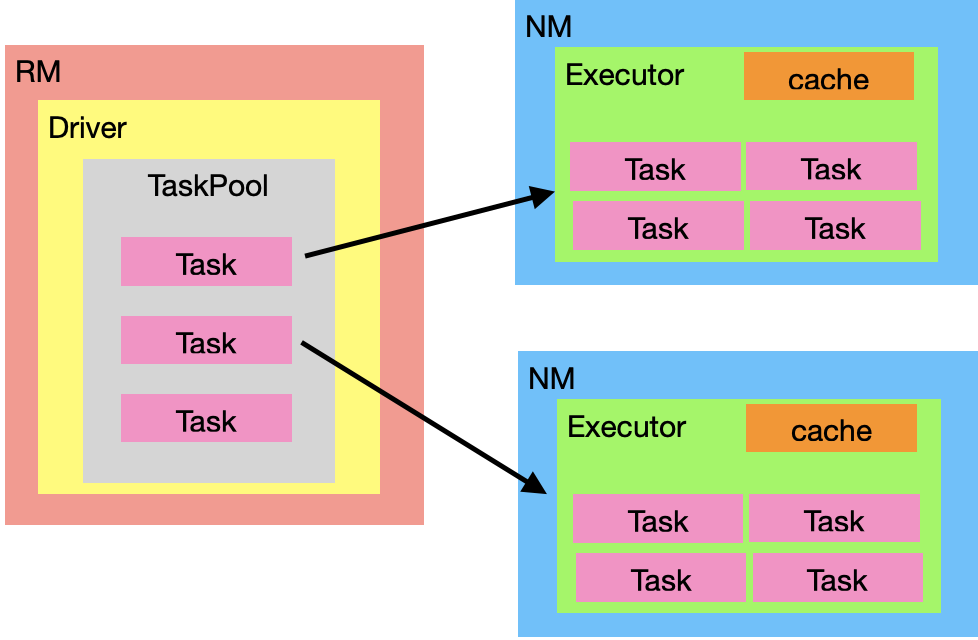 RM
Driver
TaskPool
Task
Task
Task
NM
Executor
cache
Task Task
Task Task
NM
Executor
cache
Task Task
Task Task